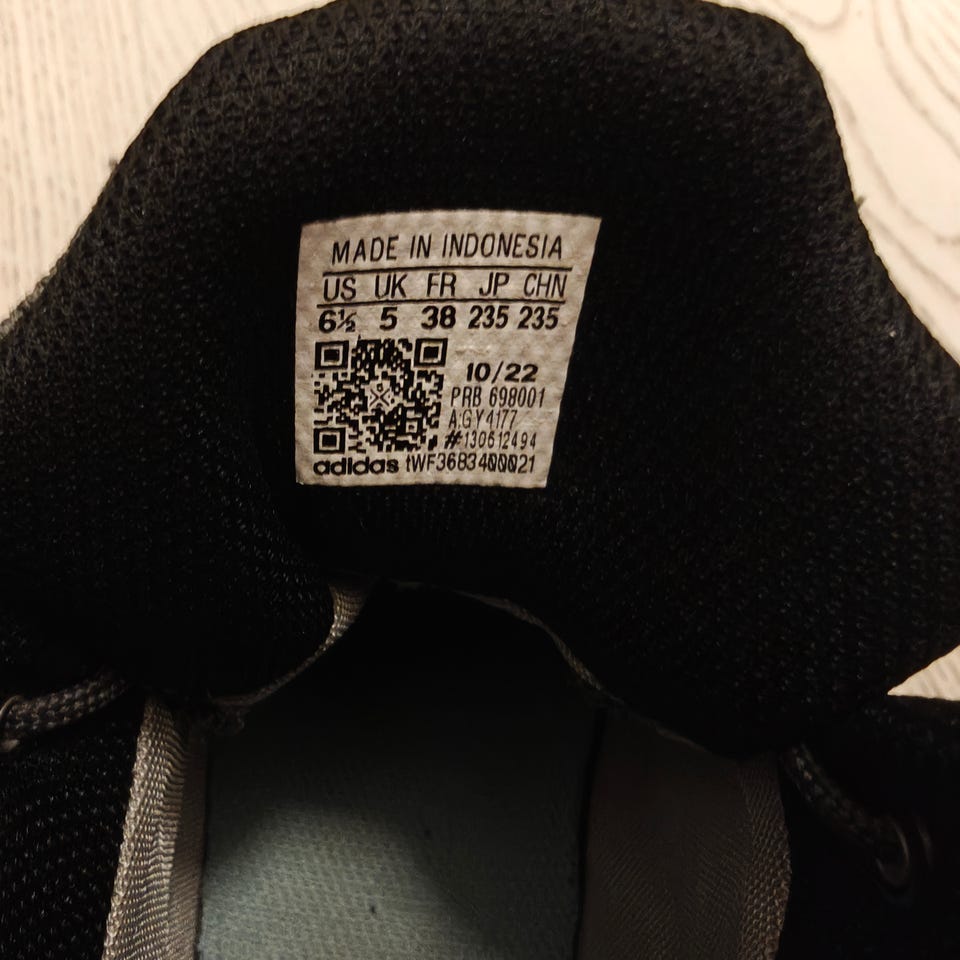 MADE IN INDONESIA
US UK FR JP CHN
6½ 5 38 235 235
10/22
PRB 698001
A.GY4177
#130612494
adidas tWF3683400021